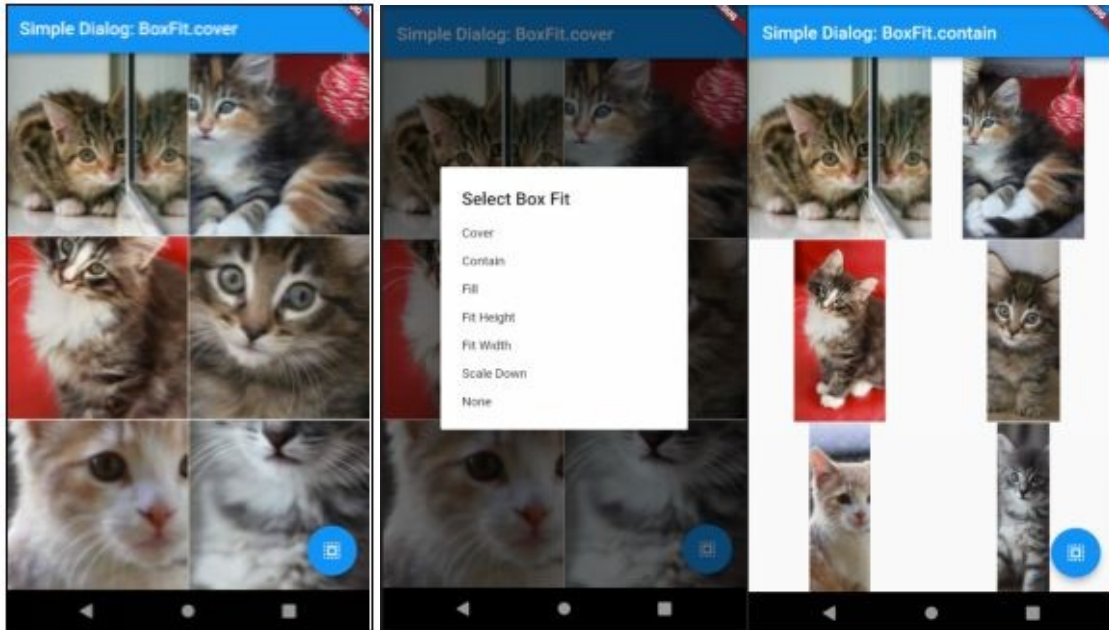 Simple Dialog: BoxFit.cover
Simple Dialog: BoxFit.cover
Select Box Fit
Cover
Contain
Fill
Fit Height
Fit Width
Scale Down
None
Simple Dialog: BoxFit.contain